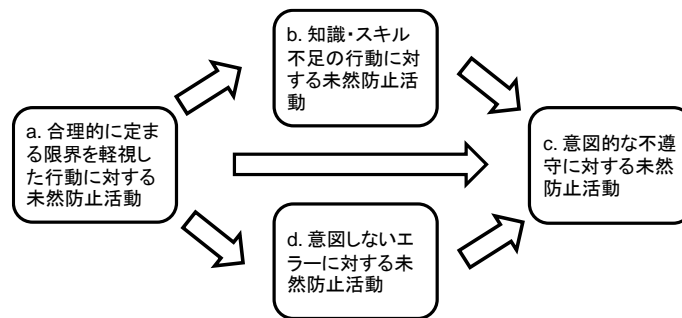 a. 合理的に定ま
る限界を軽視し
た行動に対する
未然防止活動
b. 知識・スキル
不足の行動に対
する未然防止活
動
d. 意図しないエ
ラーに対する未
然防止活動
c. 意図的な不遵
守に対する未然
防止活動